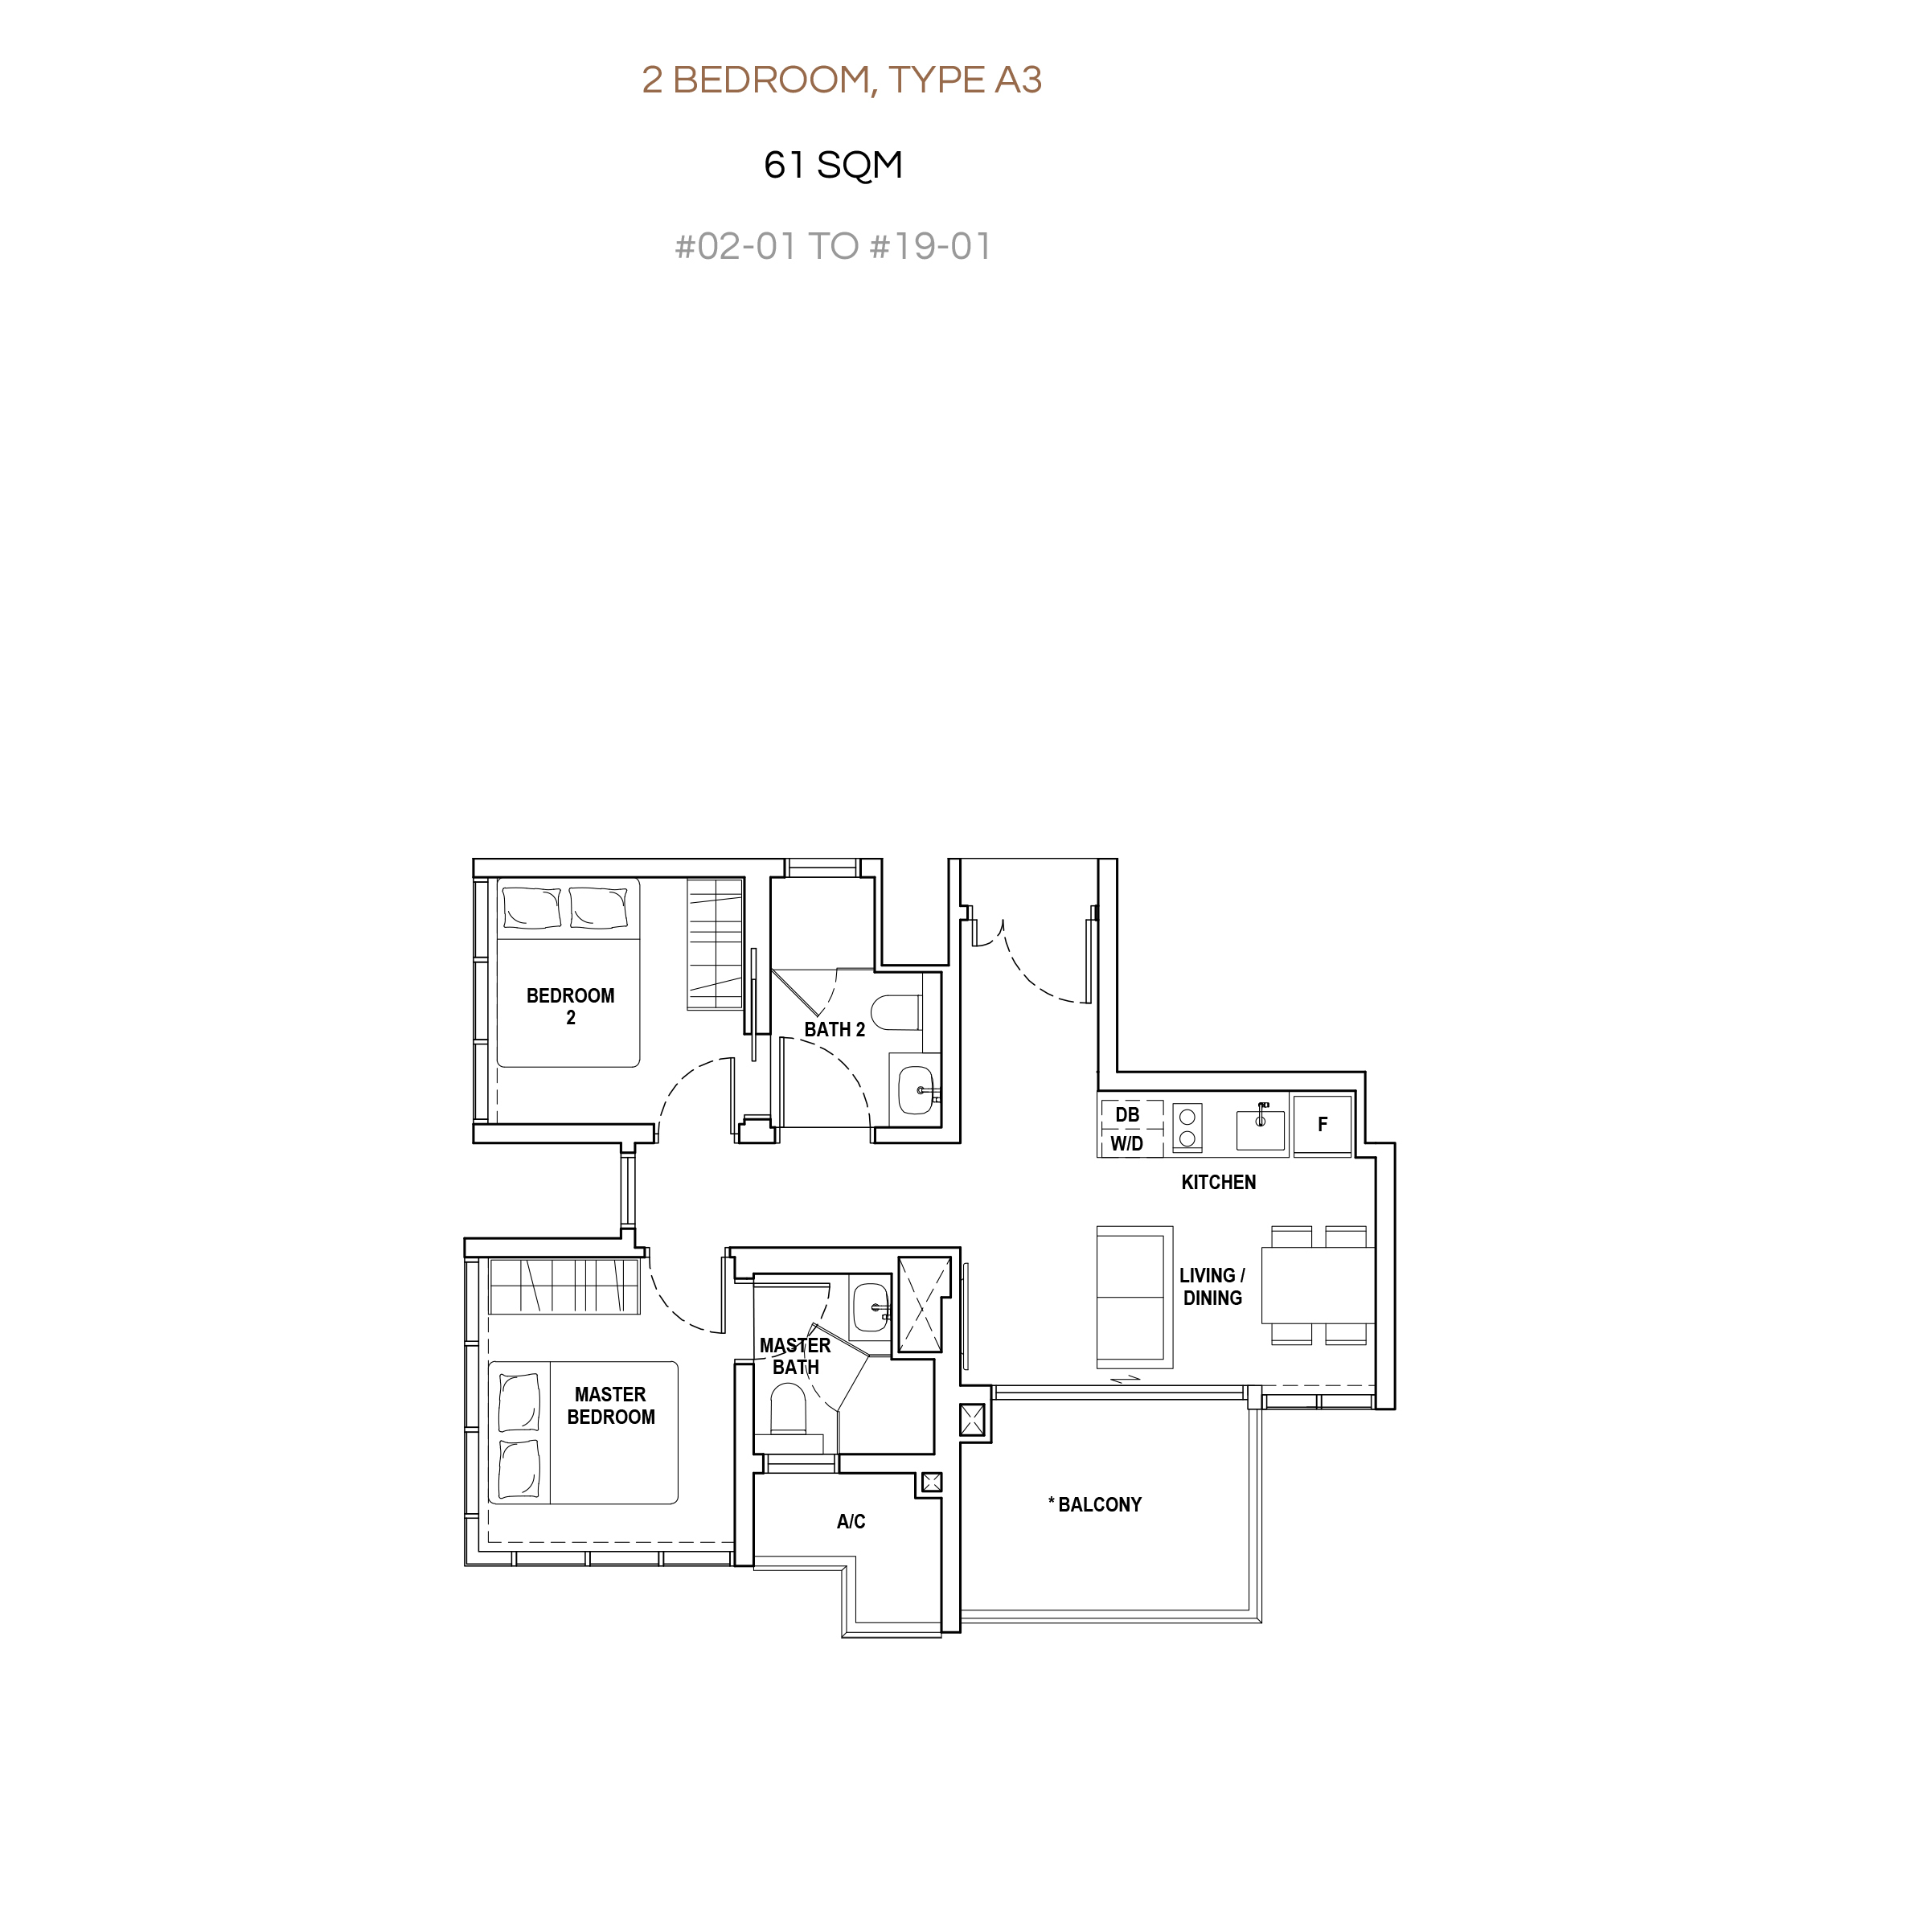 2 BEDROOM, TYPE A3
61 SQM
#02-01 TO #19-01
BEDROOM
2
BATH 2
DB
W/D
F
KITCHEN
LIVING /
DINING
MASTER
BATH
MASTER
BEDROOM
A/C
* BALCONY